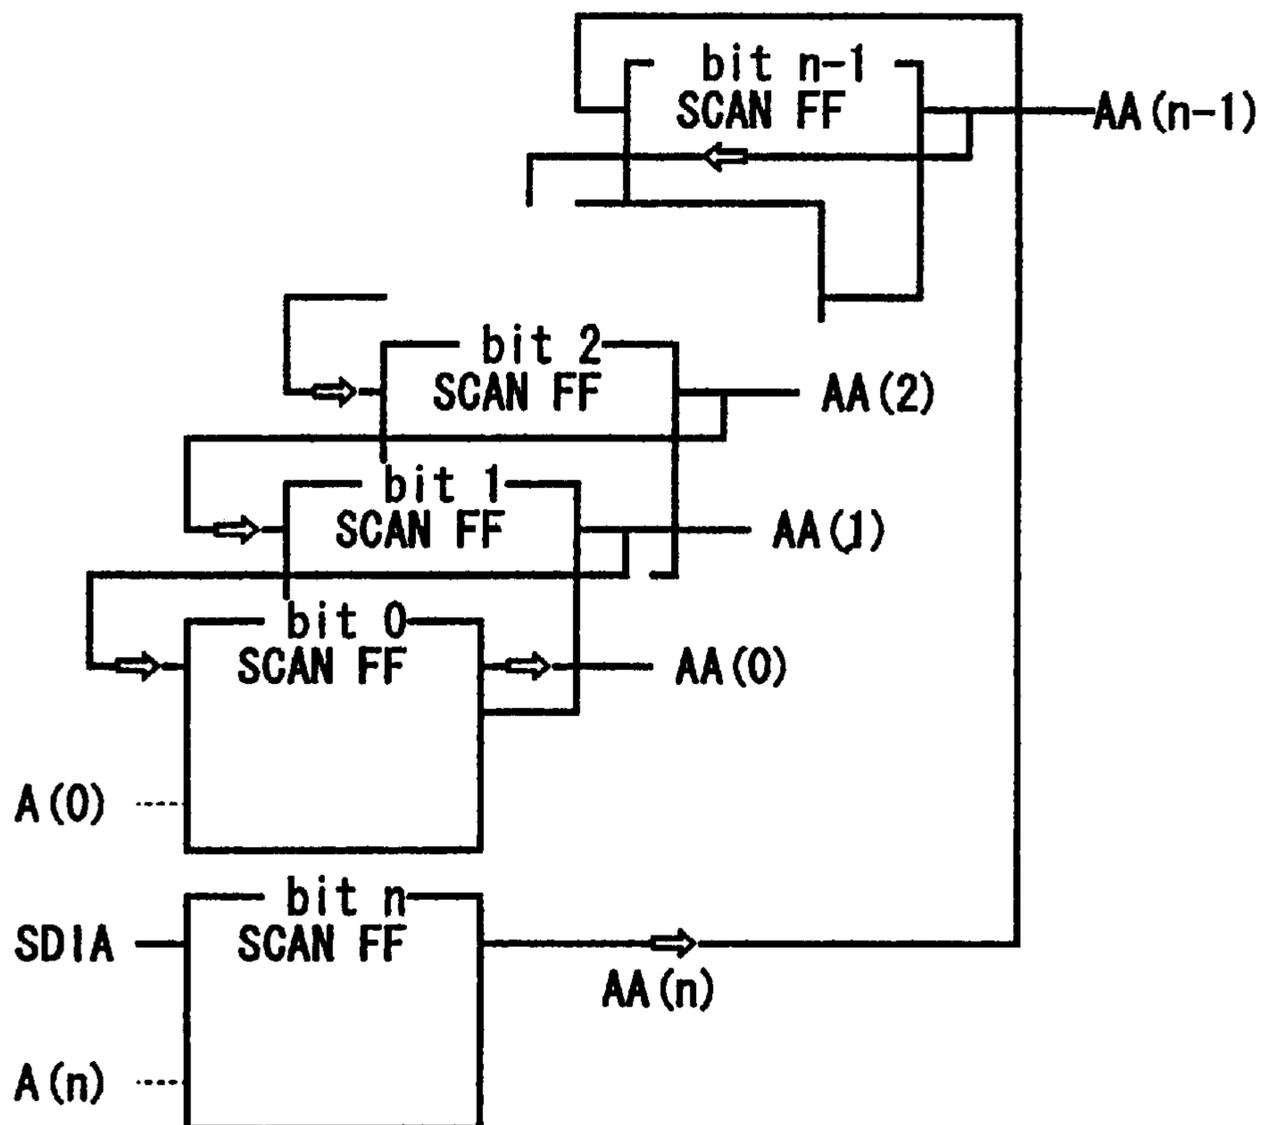 bit n-1
SCAN FF
AA(n-1)
bit 2
SCAN FF
AA(2)
bit 1
SCAN FF
AA(1)
bit 0
SCAN FF
AA(0)
A(0)
bit n
SDIA
SCAN FF
AA(n)
A(n)